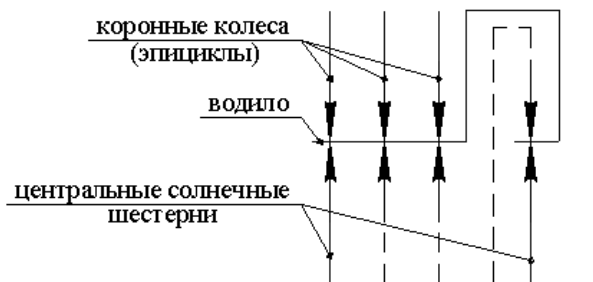 коронные колеса
(эпициклы)
водило
центральные солнечные
шестерни